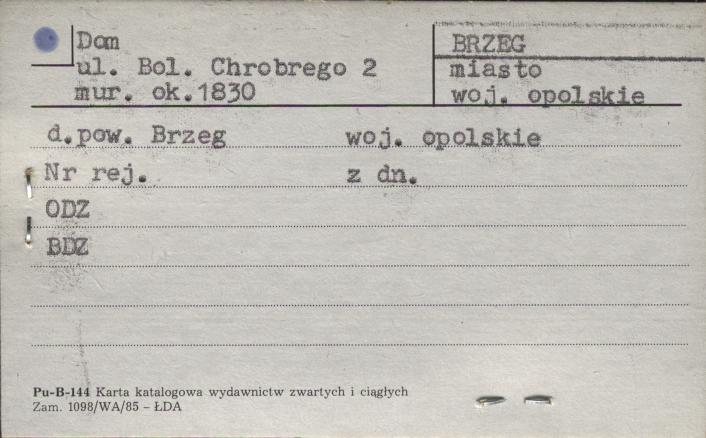 Dom
ul. Bol. Chrobrego 2
mur. ok.1830
BRZEG
miasto
woj. opolskie
d.pow. Brzeg woj. opolskie
Nr rej. z dn.
ODZ
BDZ
Pu-B-144 Karta katalogowa wydawnictw zwartych i ciągłych
Zam. 1098/WA/85 – ŁDA